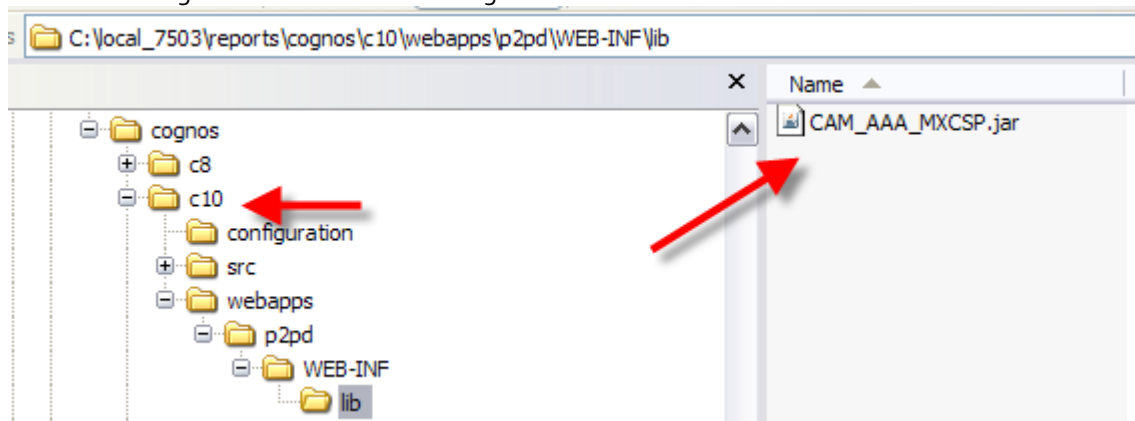 C:\local_7503\reports\cognos\c10\webapps\p2pd\WEB-INF\lib
Name
CAM_AAA_MXCSP.jar
cognos
c8
c10
configuration
src
webapps
p2pd
WEB-INF
lib